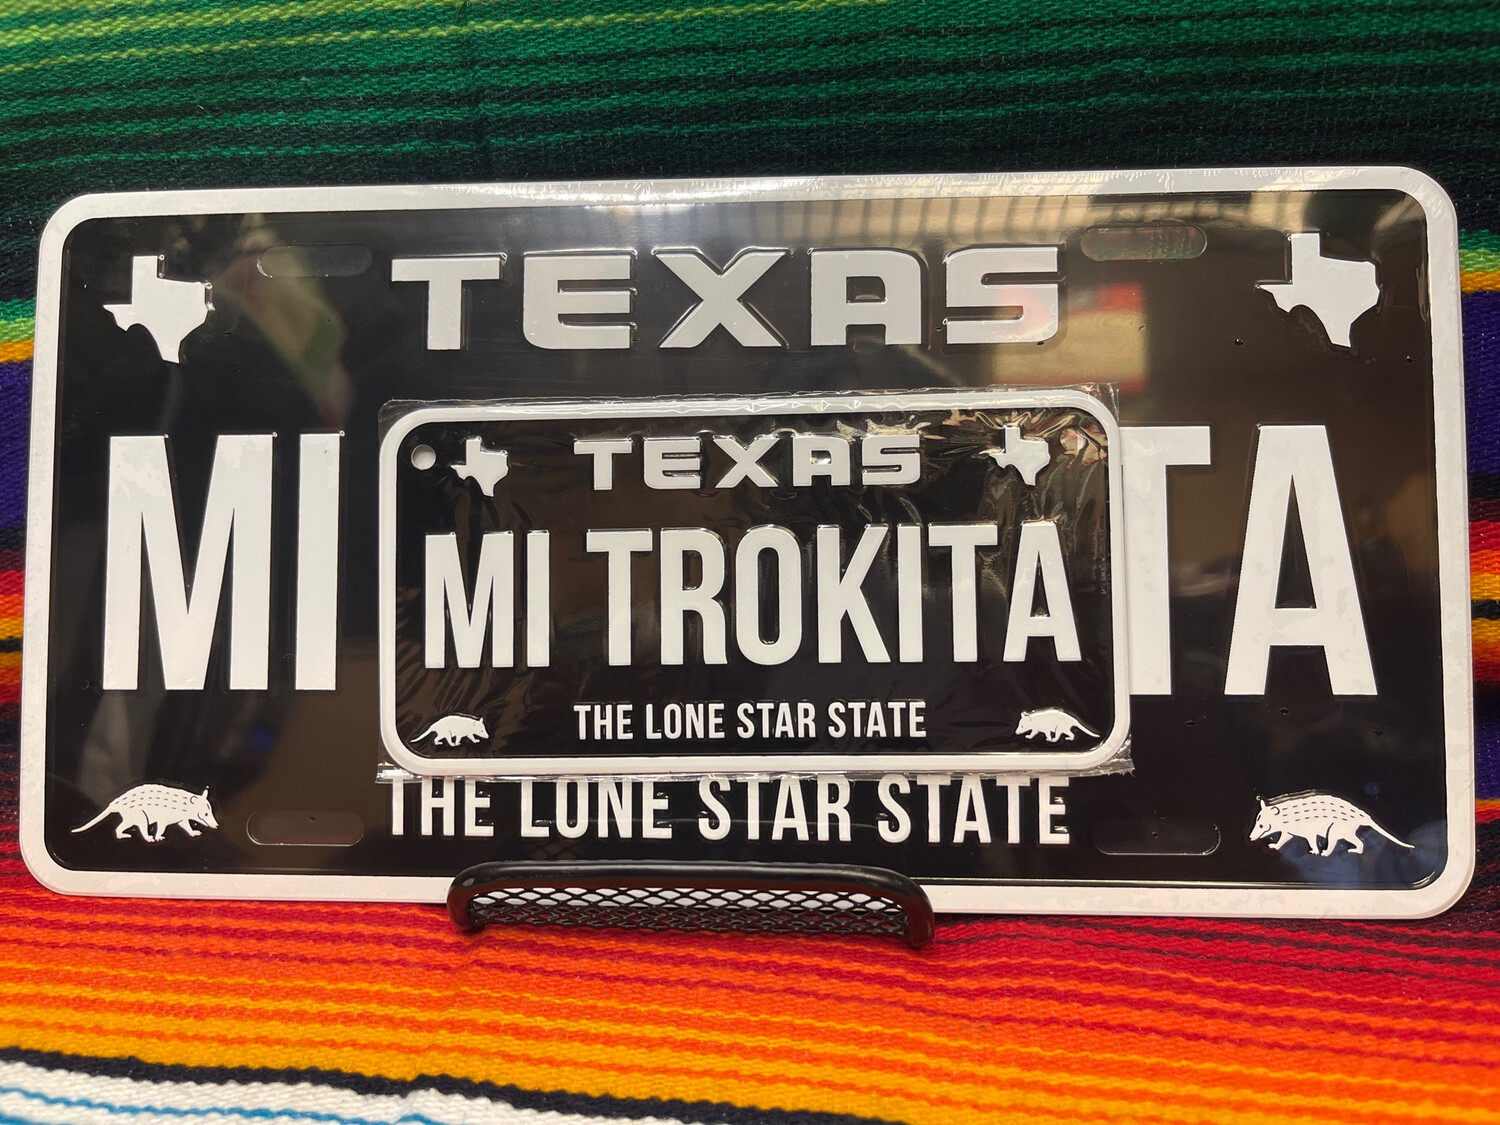 TEXAS
MI TA
TEXAS
MI TROKITA
THE LONE STAR STATE
THE LONE STAR STATE